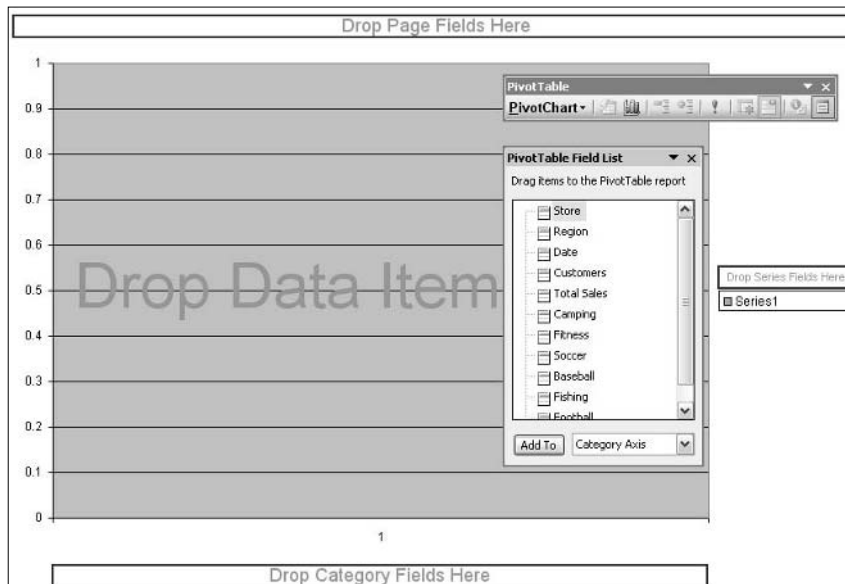 Drop Page Fields Here
1
0.9
0.8
0.7
0.6
0.5
0.4
0.3
0.2
0.1
0
1
Drop Data Item
PivotTable
PivotChart
PivotTable Field List
Drag items to the PivotTable report
Store
Region
Date
Customers
Total Sales
Camping
Fitness
Soccer
Baseball
Fishing
Football
Add To
Category Axis
Drop Series Fields Here
Series1
Drop Category Fields Here